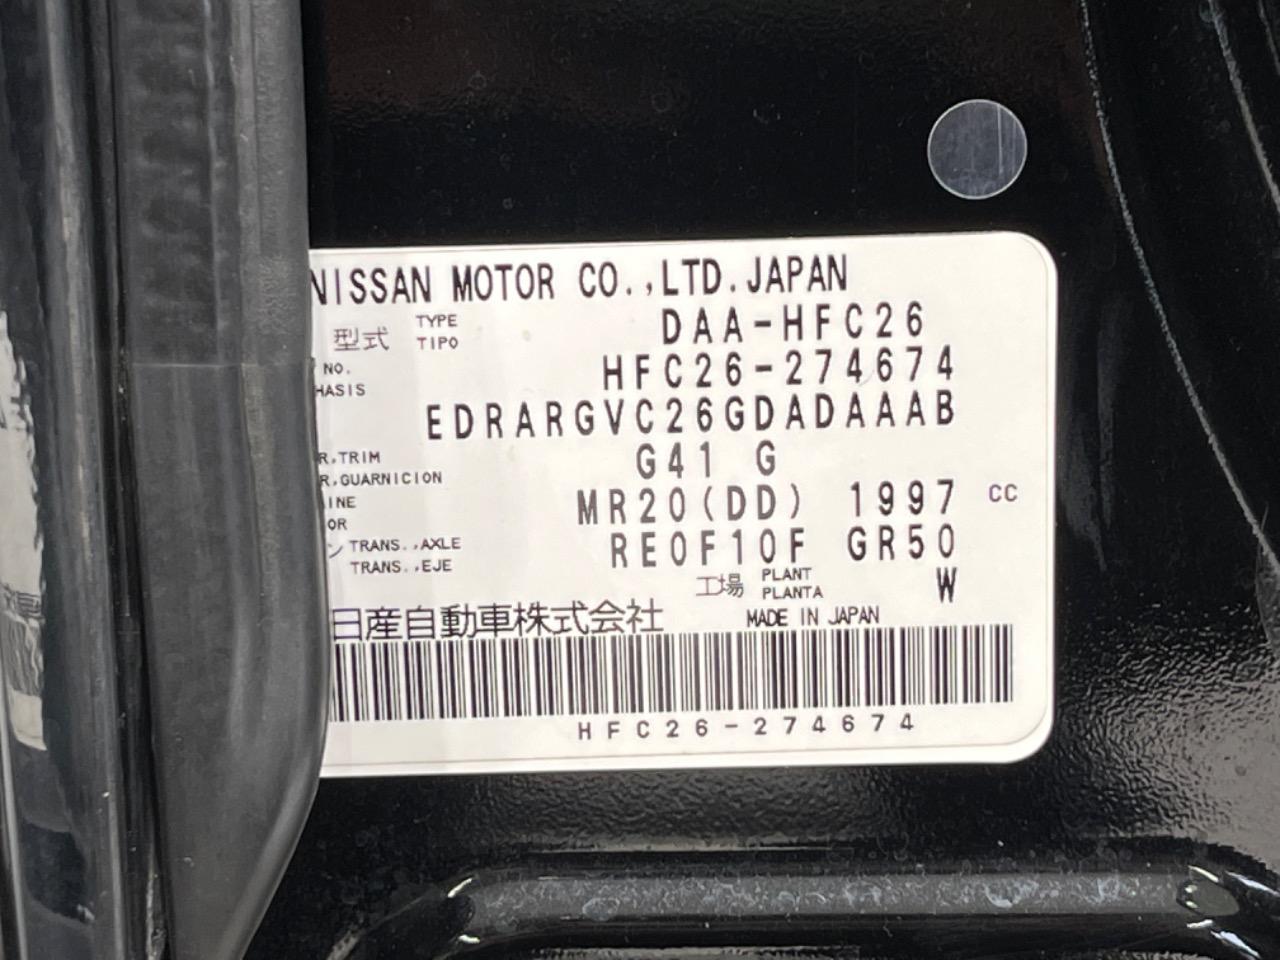 NISSAN MOTOR CO.,LTD.JAPAN
型式 TYPE TIPO DAA-HFC26
NO. HASIS HFC26-274674
EDRARGVC26GDADAAAB
R,TRIM R,GUARNICION G41 G
INE OR MR20(DD) 1997 CC
ン TRANS.,AXLE TRANS.,EJE RE0F10F GR50
工場 PLANT PLANTA W
日産自動車株式会社 MADE IN JAPAN
HFC26-274674